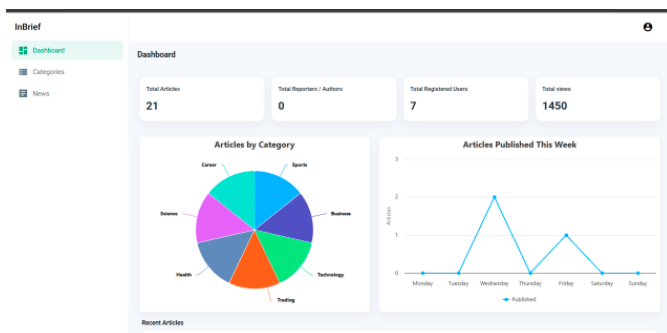 InBrief
Dashboard
Categories
News
Dashboard
Total Articles
21
Total Reporters / Authors
0
Total Registered Users
7
Total views
1450
Articles by Category
Career
Sports
Science
Business
Health
Technology
Trading
Articles Published This Week
3
2
1
0
Articles
Monday
Tuesday
Wednesday
Thursday
Friday
Saturday
Sunday
Published
Recent Articles